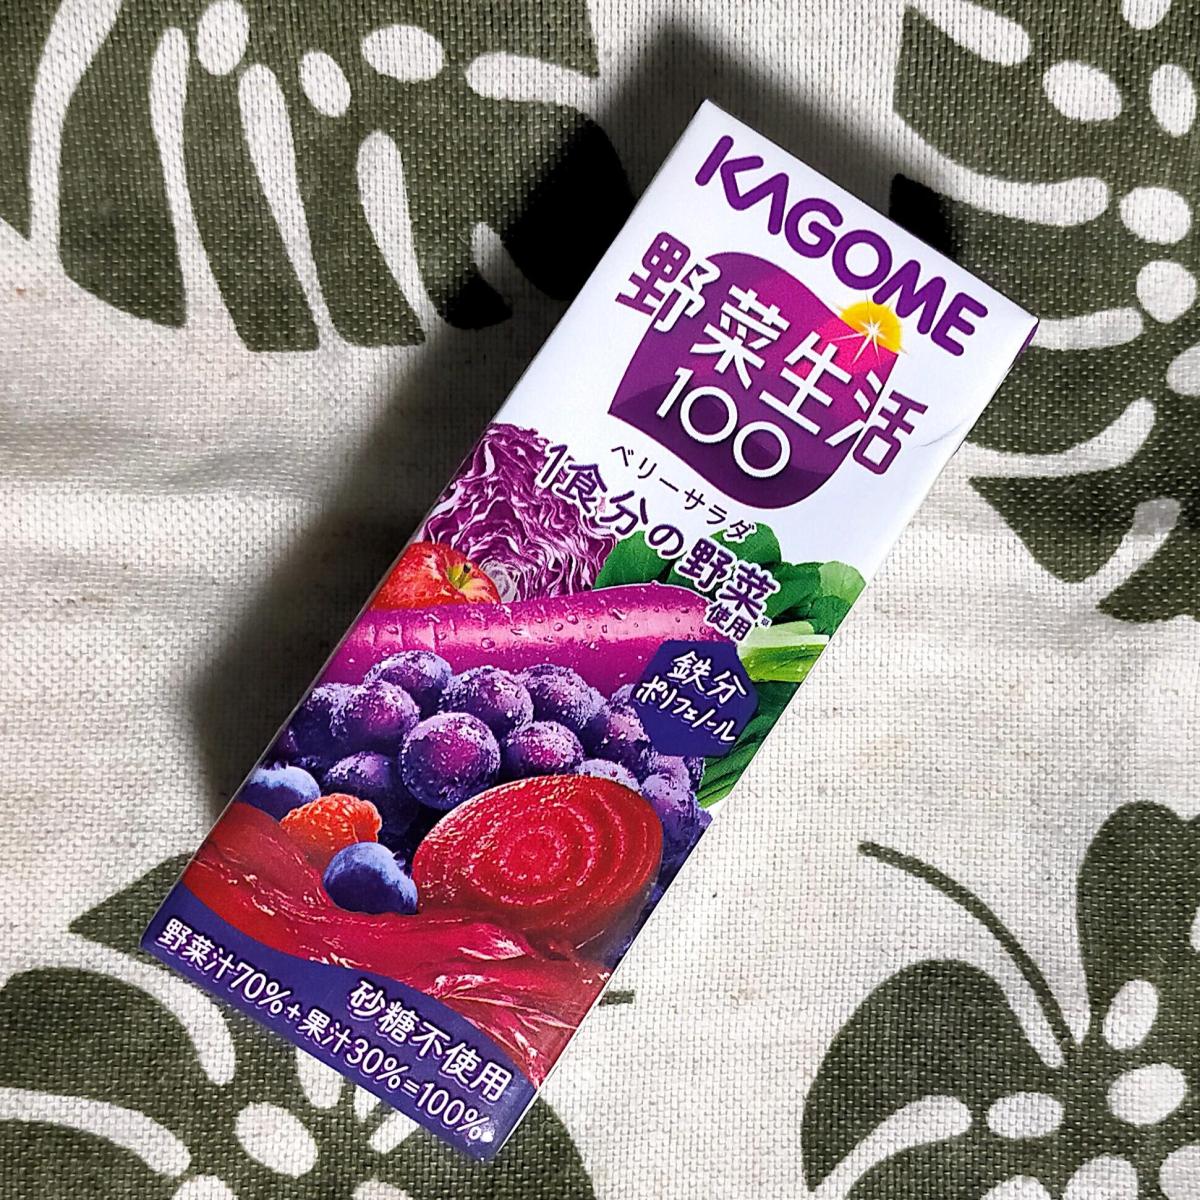 KAGOME
野菜生活
100
ベリーサラダ
1食分の野菜
使用※
鉄分
ポリフェノール
砂糖不使用
野菜汁70%+果汁30%=100%